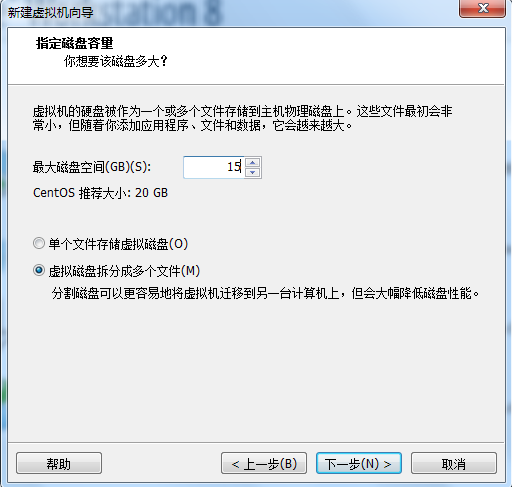 新建虚拟机向导
station 8
指定磁盘容量
你想要该磁盘多大?
虚拟机的硬盘被作为一个或多个文件存储到主机物理磁盘上。这些文件最初会非
常小，但随着你添加应用程序、文件和数据，它会越来越大。
最大磁盘空间(GB)(S):
15
CentOS 推荐大小: 20 GB
单个文件存储虚拟磁盘(O)
虚拟磁盘拆分成多个文件(M)
分割磁盘可以更容易地将虚拟机迁移到另一台计算机上，但会大幅降低磁盘性能。
帮助
< 上一步(B)
下一步(N) >
取消